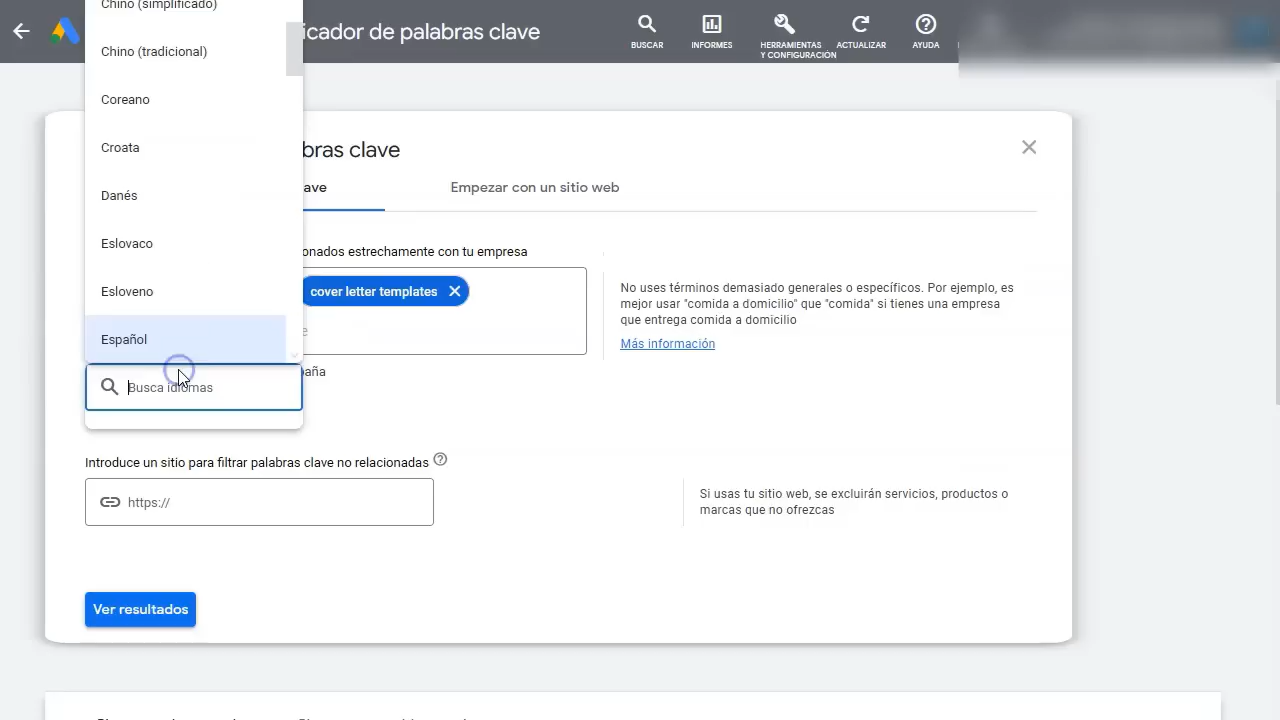 Chino (simplificado)
icador de palabras clave
BUSCAR
INFORMES
HERRAMIENTAS
Y CONFIGURACIÓN
ACTUALIZAR
AYUDA
Chino (tradicional)
Coreano
Croata
Danés
Eslovaco
Esloveno
Español
Busca idiomas
bras clave
ave
Empezar con un sitio web
onados estrechamente con tu empresa
cover letter templates
e
aña
No uses términos demasiado generales o específicos. Por ejemplo, es
mejor usar "comida a domicilio" que "comida" si tienes una empresa
que entrega comida a domicilio
Más información
Introduce un sitio para filtrar palabras clave no relacionadas
https://
Si usas tu sitio web, se excluirán servicios, productos o
marcas que no ofrezcas
Ver resultados